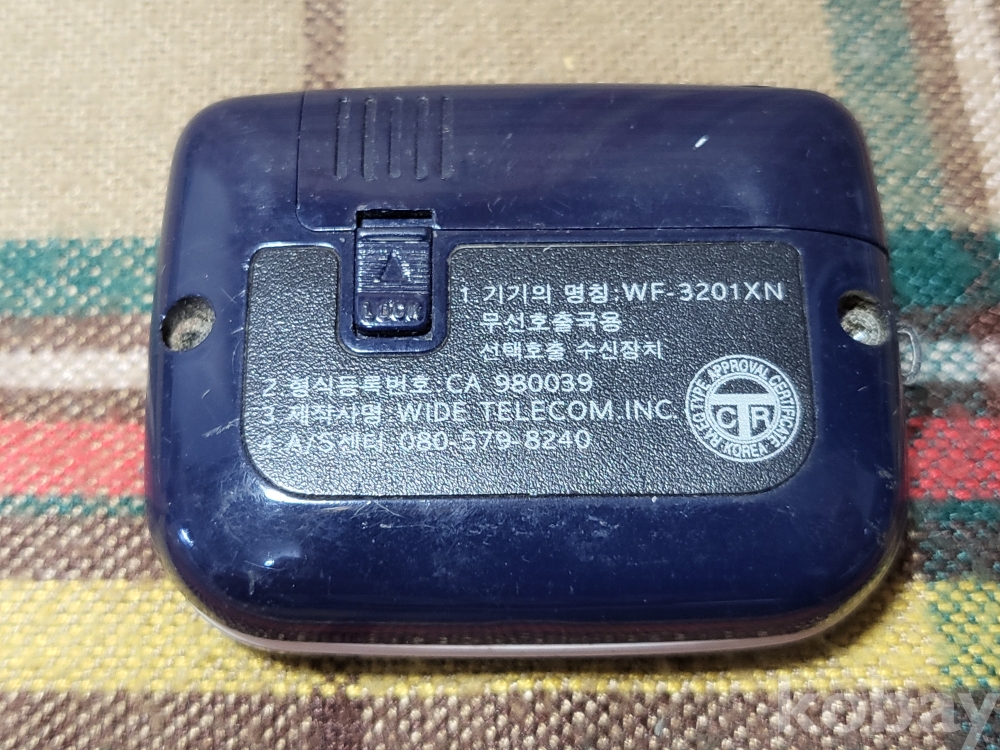 LOCK
1. 기기의 명칭:WF-3201XN
무선호출국용
선택호출 수신장치
2. 형식등록번호 CA 980039
3. 제작사명 WIDE TELECOM.INC.
4. A/S센터 080-579-8240
TYPE APPROVAL CERTIFICATE
CTR
KOREA
kobay